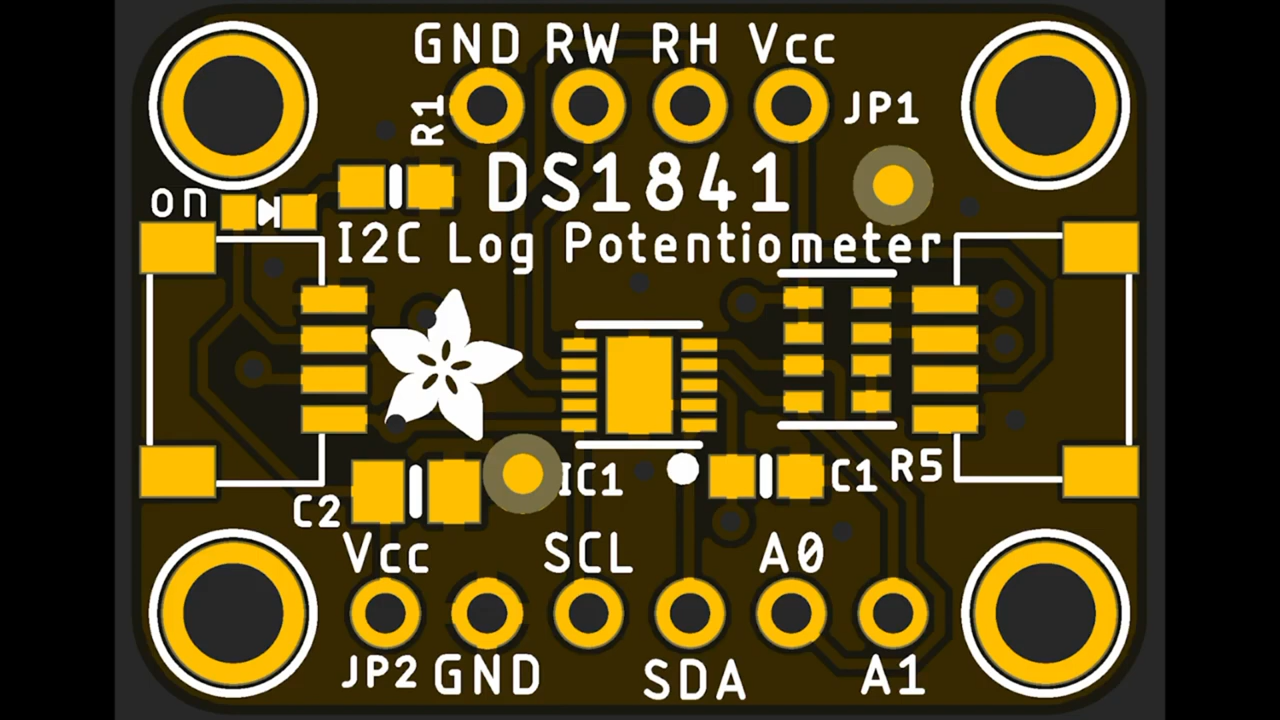 GND RW RH Vcc
R1
JP1
DS1841
on
I2C Log Potentiometer
IC1
C1 R5
C2
Vcc SCL A0
JP2 GND SDA A1